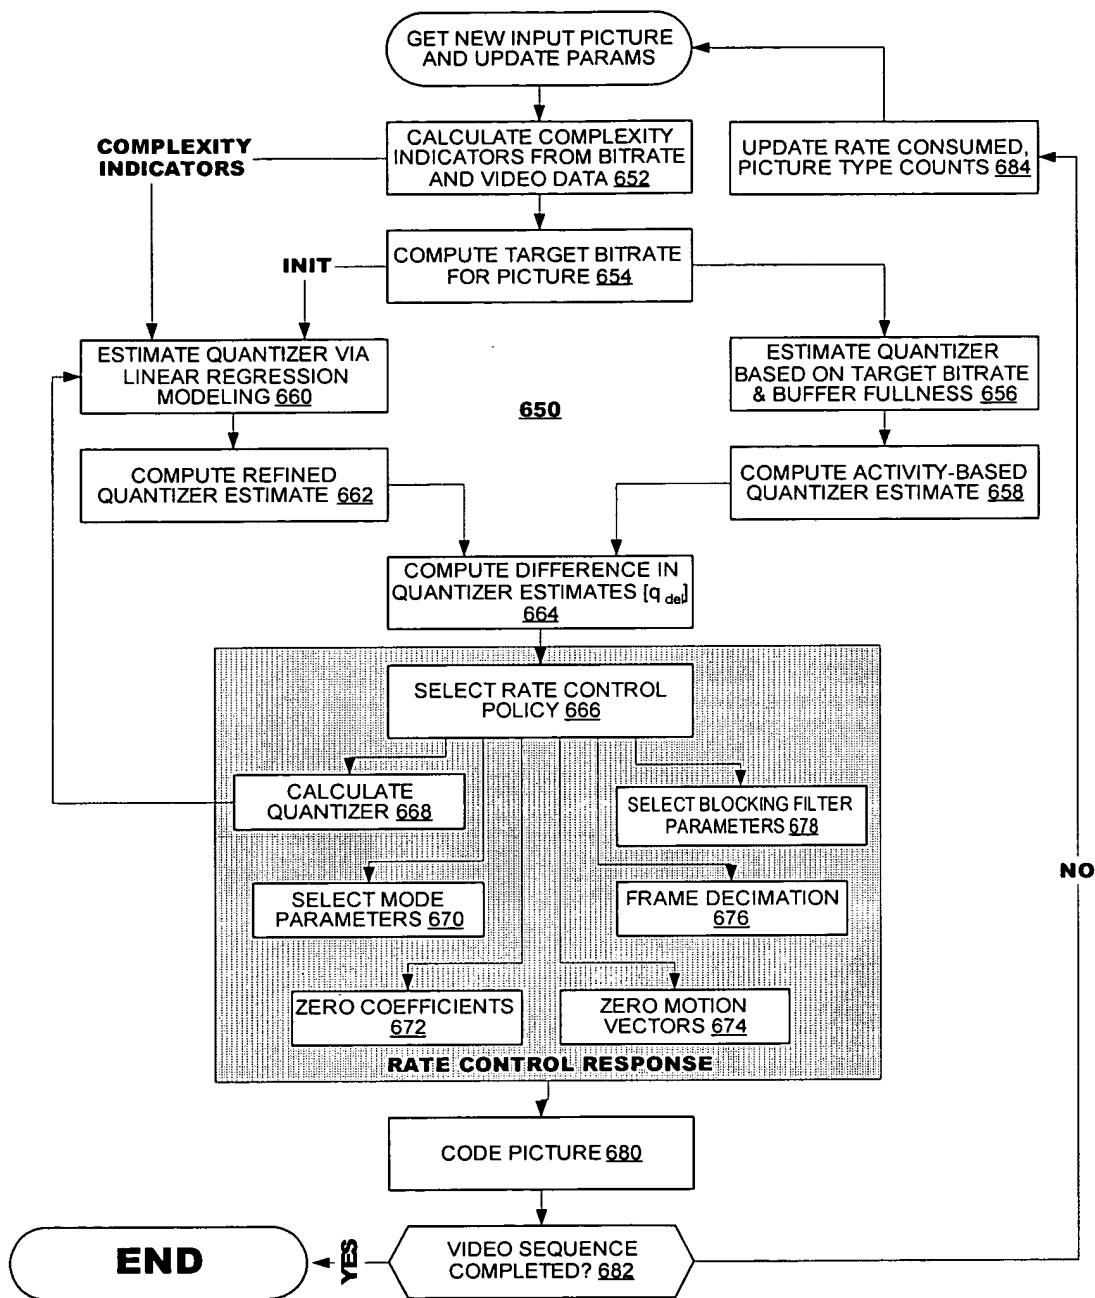 GET NEW INPUT PICTURE
AND UPDATE PARAMS
CALCULATE COMPLEXITY
INDICATORS FROM BITRATE
AND VIDEO DATA 652
COMPLEXITY
INDICATORS
UPDATE RATE CONSUMED,
PICTURE TYPE COUNTS 684
COMPUTE TARGET BITRATE
FOR PICTURE 654
INIT
ESTIMATE QUANTIZER VIA
LINEAR REGRESSION
MODELING 660
ESTIMATE QUANTIZER
BASED ON TARGET BITRATE
& BUFFER FULLNESS 656
650
COMPUTE REFINED
QUANTIZER ESTIMATE 662
COMPUTE ACTIVITY-BASED
QUANTIZER ESTIMATE 658
COMPUTE DIFFERENCE IN
QUANTIZER ESTIMATES [q del]
664
SELECT RATE CONTROL
POLICY 666
CALCULATE
QUANTIZER 668
SELECT BLOCKING FILTER
PARAMETERS 678
SELECT MODE
PARAMETERS 670
FRAME DECIMATION
676
NO
ZERO COEFFICIENTS
672
ZERO MOTION
VECTORS 674
RATE CONTROL RESPONSE
CODE PICTURE 680
VIDEO SEQUENCE
COMPLETED? 682
YES
END